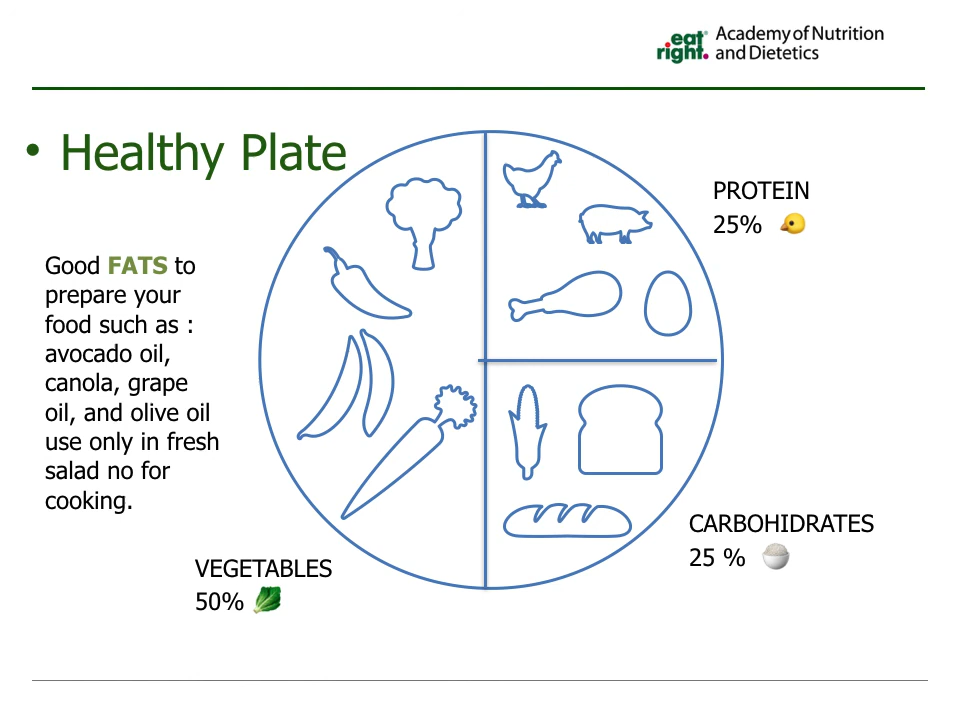 eat right. Academy of Nutrition
and Dietetics
• Healthy Plate
PROTEIN
25%
Good FATS to
prepare your
food such as :
avocado oil,
canola, grape
oil, and olive oil
use only in fresh
salad no for
cooking.
CARBOHIDRATES
25 %
VEGETABLES
50%